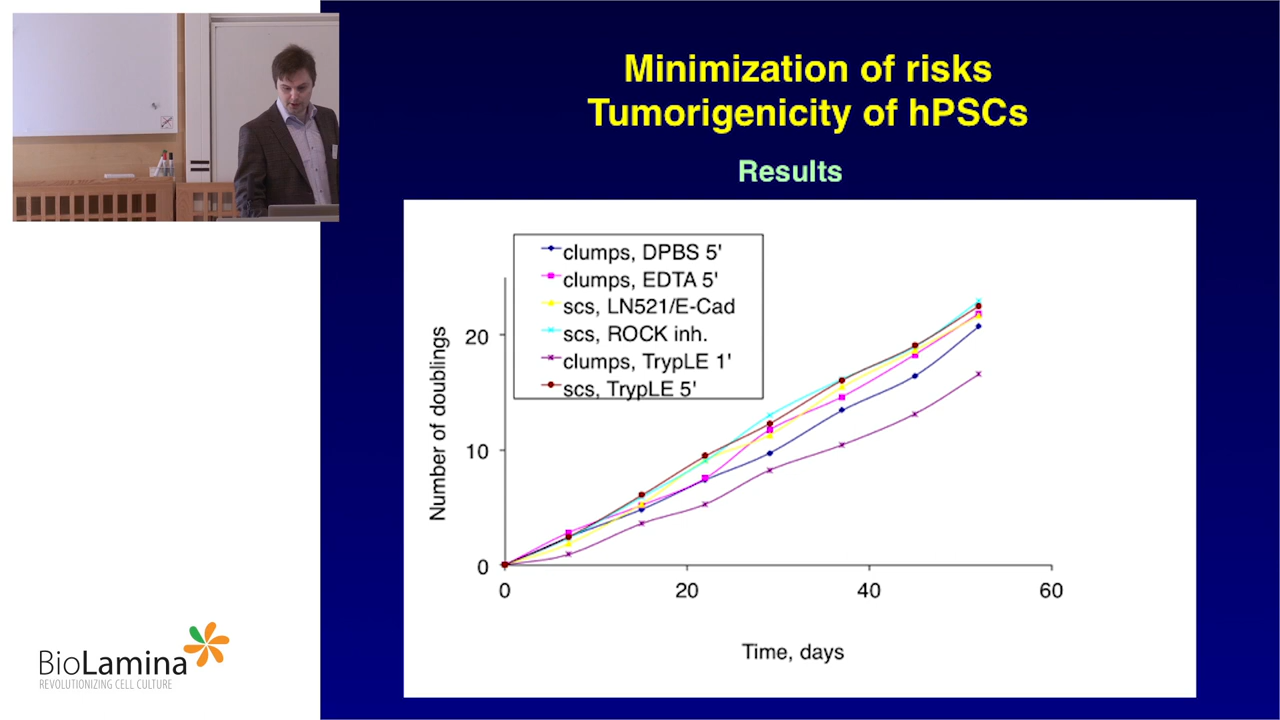 Minimization of risks
Tumorigenicity of hPSCs
Results
clumps, DPBS 5'
clumps, EDTA 5'
scs, LN521/E-Cad
scs, ROCK inh.
clumps, TrypLE 1'
scs, TrypLE 5'
Number of doublings
20
10
0
0 20 40 60
Time, days
BioLamina
REVOLUTIONIZING CELL CULTURE